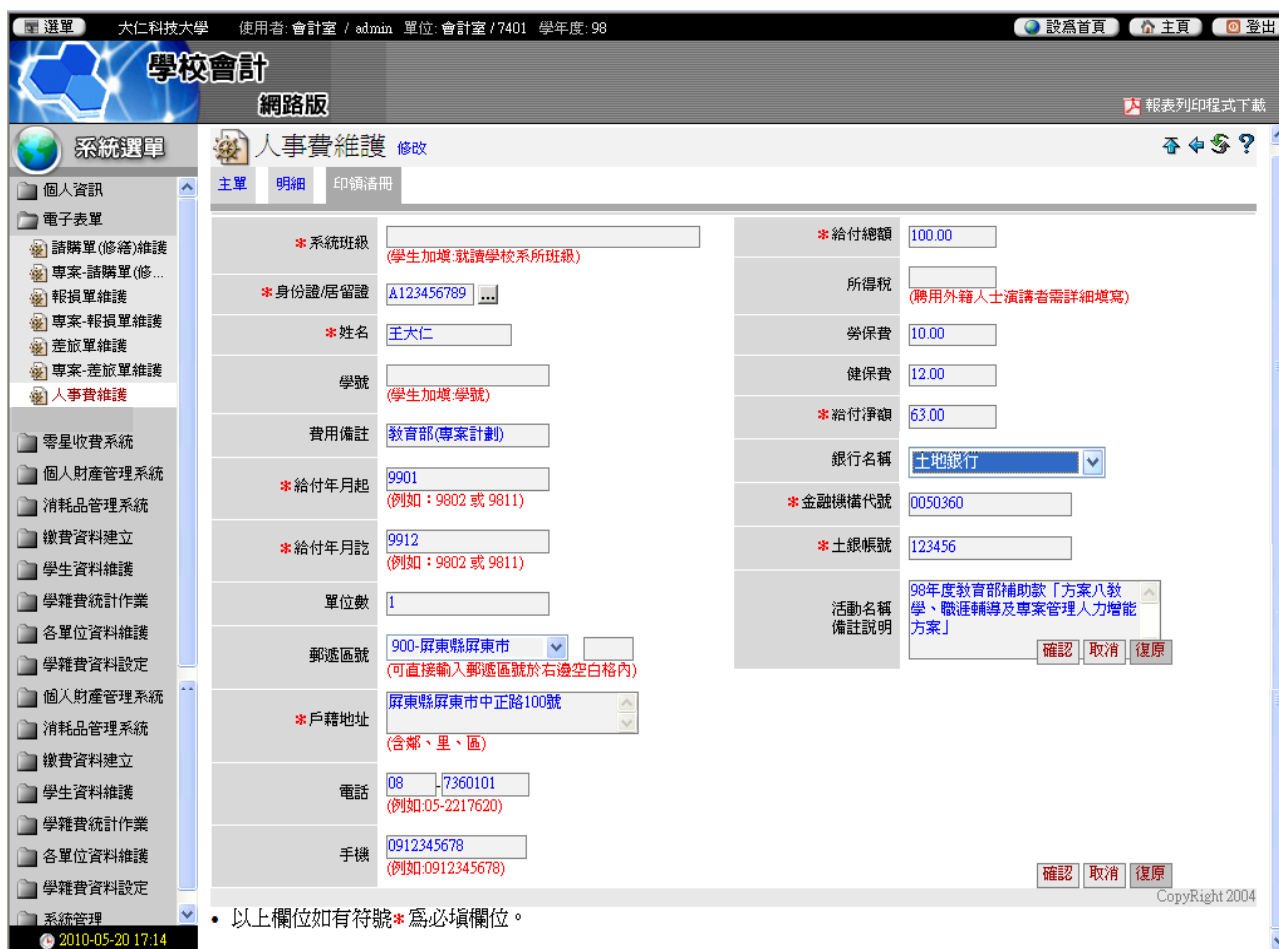 選單 大仁科技大學 使用者: 會計室 / admin 單位: 會計室 / 7401 學年度: 98 設為首頁 主頁 登出
學校會計
網路版
報表列印程式下載
系統選單
個人資訊
電子表單
請購單(修繕)維護
專案-請購單(修...
報損單維護
專案-報損單維護
差旅單維護
專案-差旅單維護
人事費維護
零星收費系統
個人財產管理系統
消耗品管理系統
繳費資料建立
學生資料維護
學雜費統計作業
各單位資料維護
學雜費資料設定
個人財產管理系統
消耗品管理系統
繳費資料建立
學生資料維護
學雜費統計作業
各單位資料維護
學雜費資料設定
系統管理
2010-05-20 17:14
人事費維護 修改
主單 明細 印領清冊
*系統班級
(學生加填:就讀學校系所班級)
*身份證/居留證 A123456789 ...
*姓名 王大仁
學號
(學生加填:學號)
費用備註 教育部(專案計劃)
*給付年月起 9901
(例如：9802 或 9811)
*給付年月訖 9912
(例如：9802 或 9811)
單位數 1
郵遞區號 900-屏東縣屏東市
(可直接輸入郵遞區號於右邊空白格內)
*戶籍地址 屏東縣屏東市中正路100號
(含鄰、里、區)
電話 08 - 7360101
(例如:05-2217620)
手機 0912345678
(例如:0912345678)
*給付總額 100.00
所得稅
(聘用外籍人士演講者需詳細填寫)
勞保費 10.00
健保費 12.00
*給付淨額 63.00
銀行名稱 土地銀行
*金融機構代號 0050360
*土銀帳號 123456
活動名稱
備註說明
98年度教育部補助款「方案八教
學、職涯輔導及專案管理人力增能
方案」
確認 取消 復原
確認 取消 復原
CopyRight 2004
• 以上欄位如有符號* 為必填欄位。